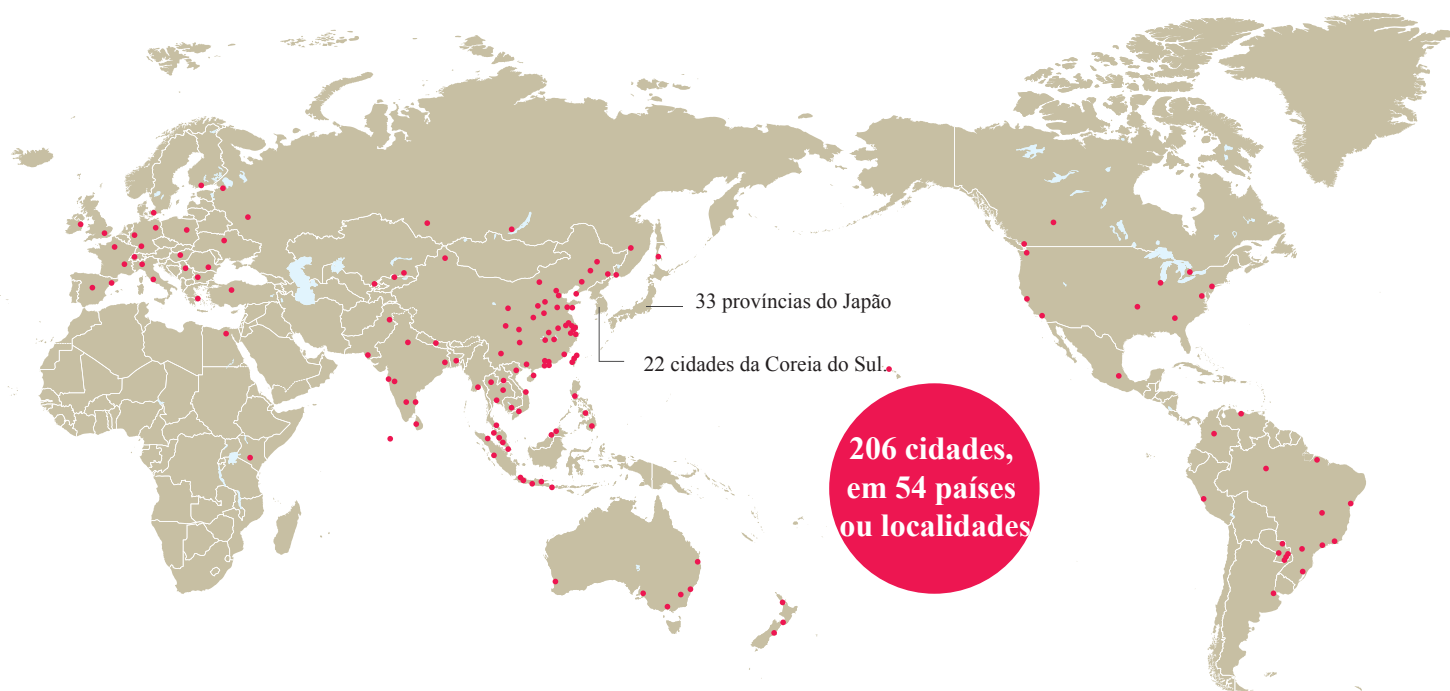 33 províncias do Japão
22 cidades da Coreia do Sul.
206 cidades,
em 54 países
ou localidades